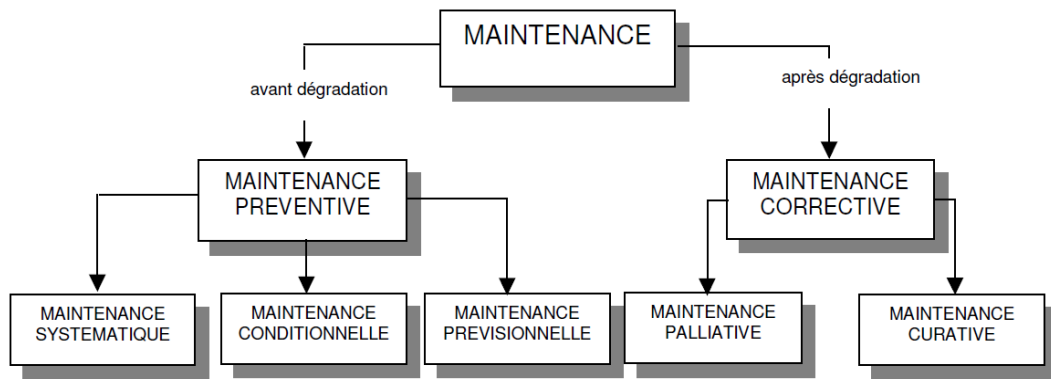 MAINTENANCE
avant dégradation
après dégradation
MAINTENANCE
PREVENTIVE
MAINTENANCE
CORRECTIVE
MAINTENANCE
SYSTEMATIQUE
MAINTENANCE
CONDITIONNELLE
MAINTENANCE
PREVISIONNELLE
MAINTENANCE
PALLIATIVE
MAINTENANCE
CURATIVE